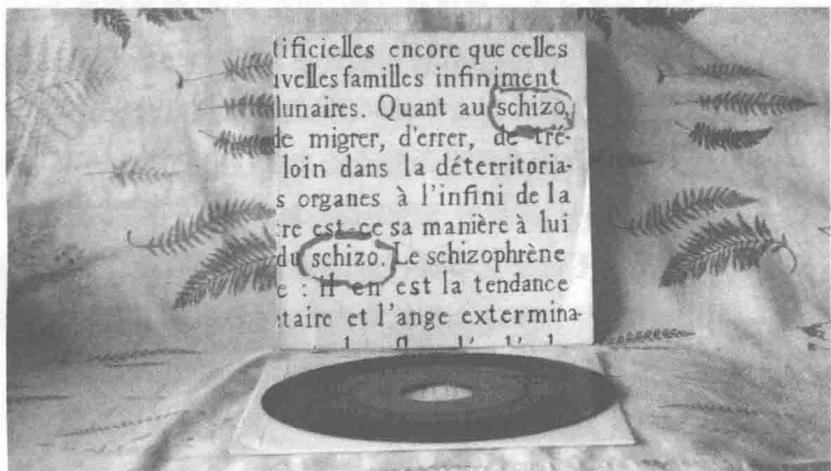 tificielles encore que celles
velles familles infiniment
lunaires. Quant au schizo,
de migrer, d'errer, de tré-
loin dans la déterritoria-
s organes à l'infini de la
re est-ce sa manière à lui
du schizo. Le schizophrène
e : il en est la tendance
taire et l'ange extermina-